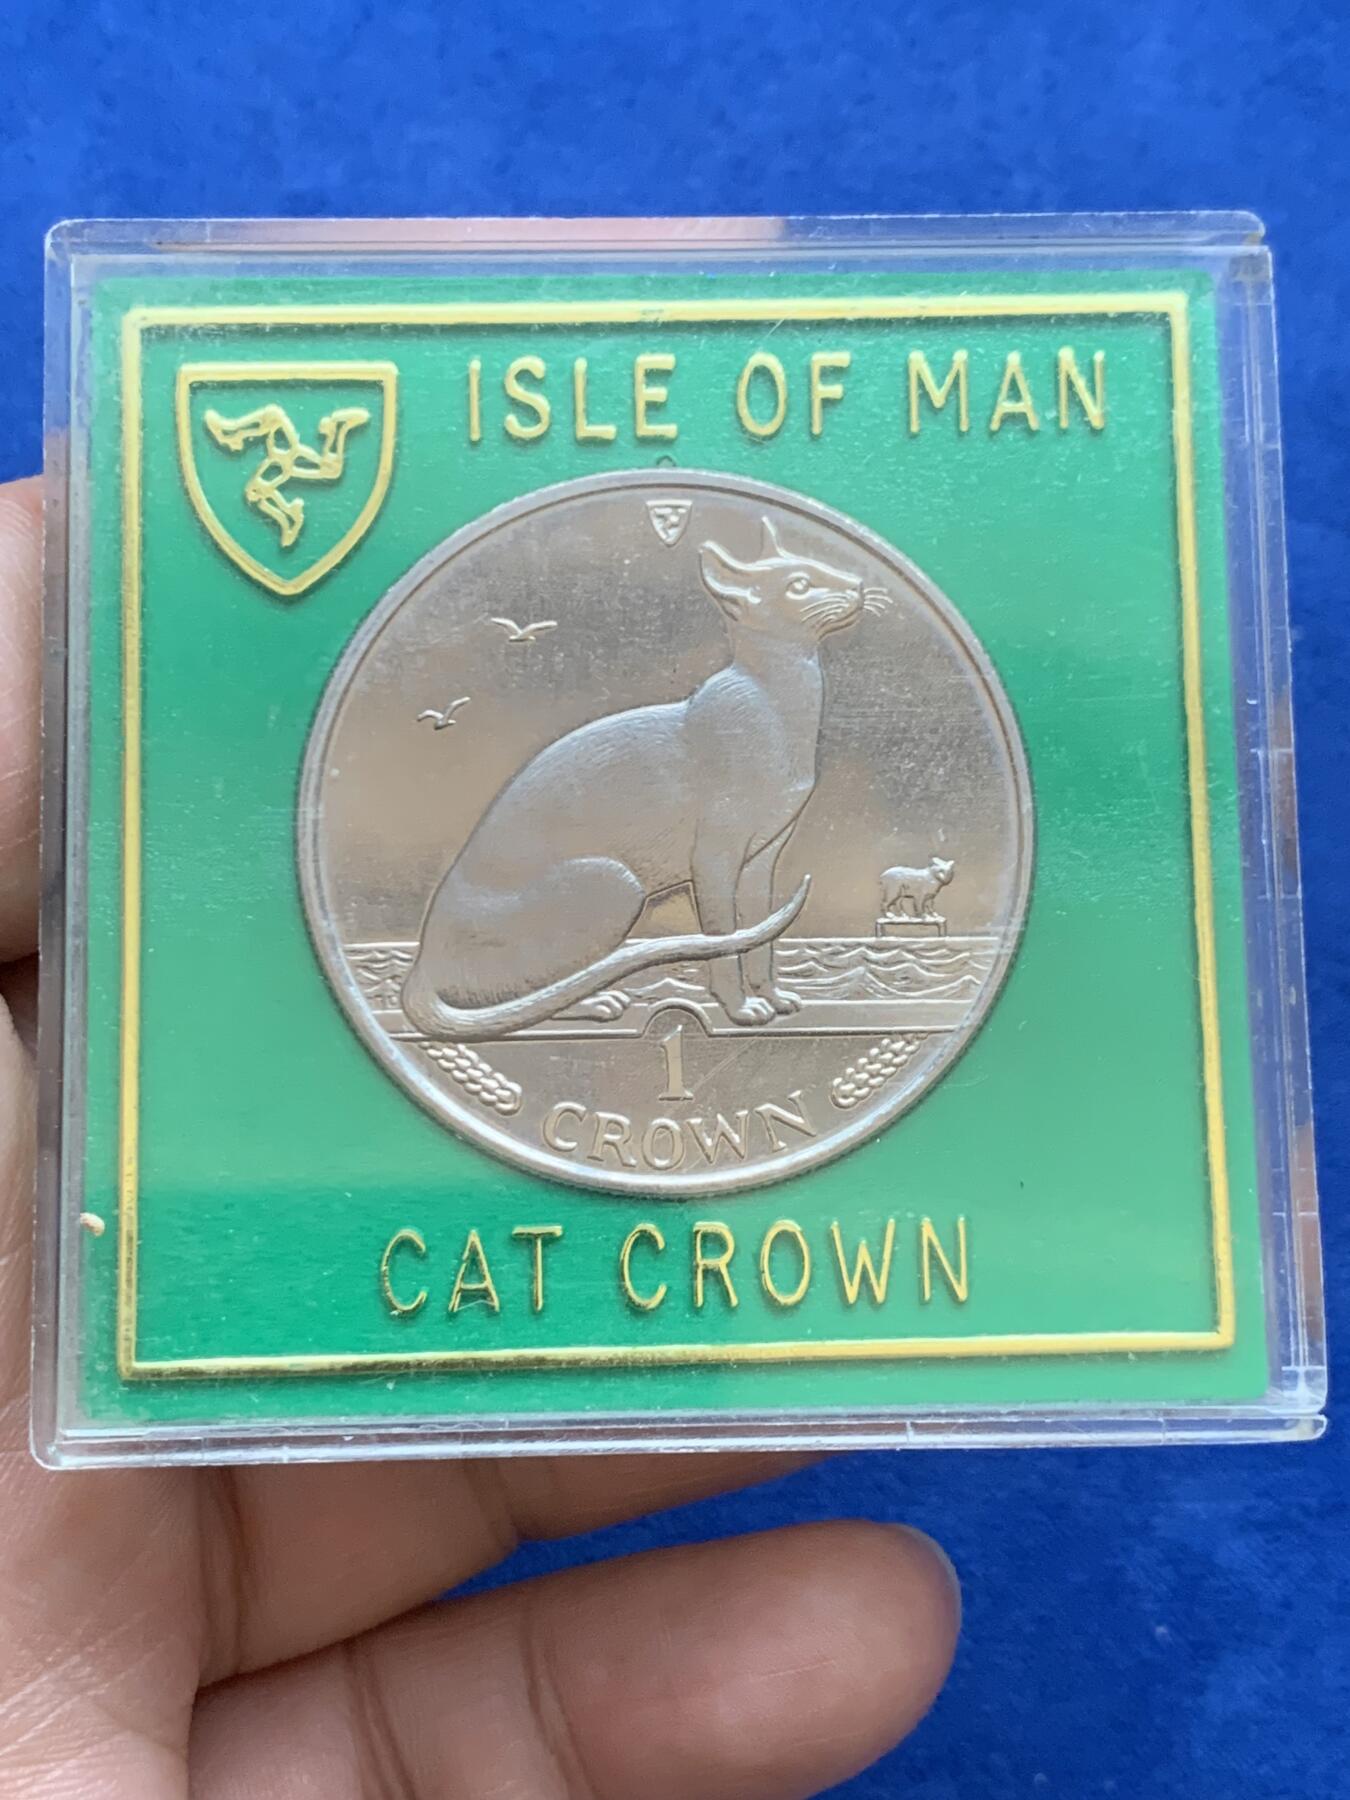 ISLE OF MAN
1
CROWN
CAT CROWN